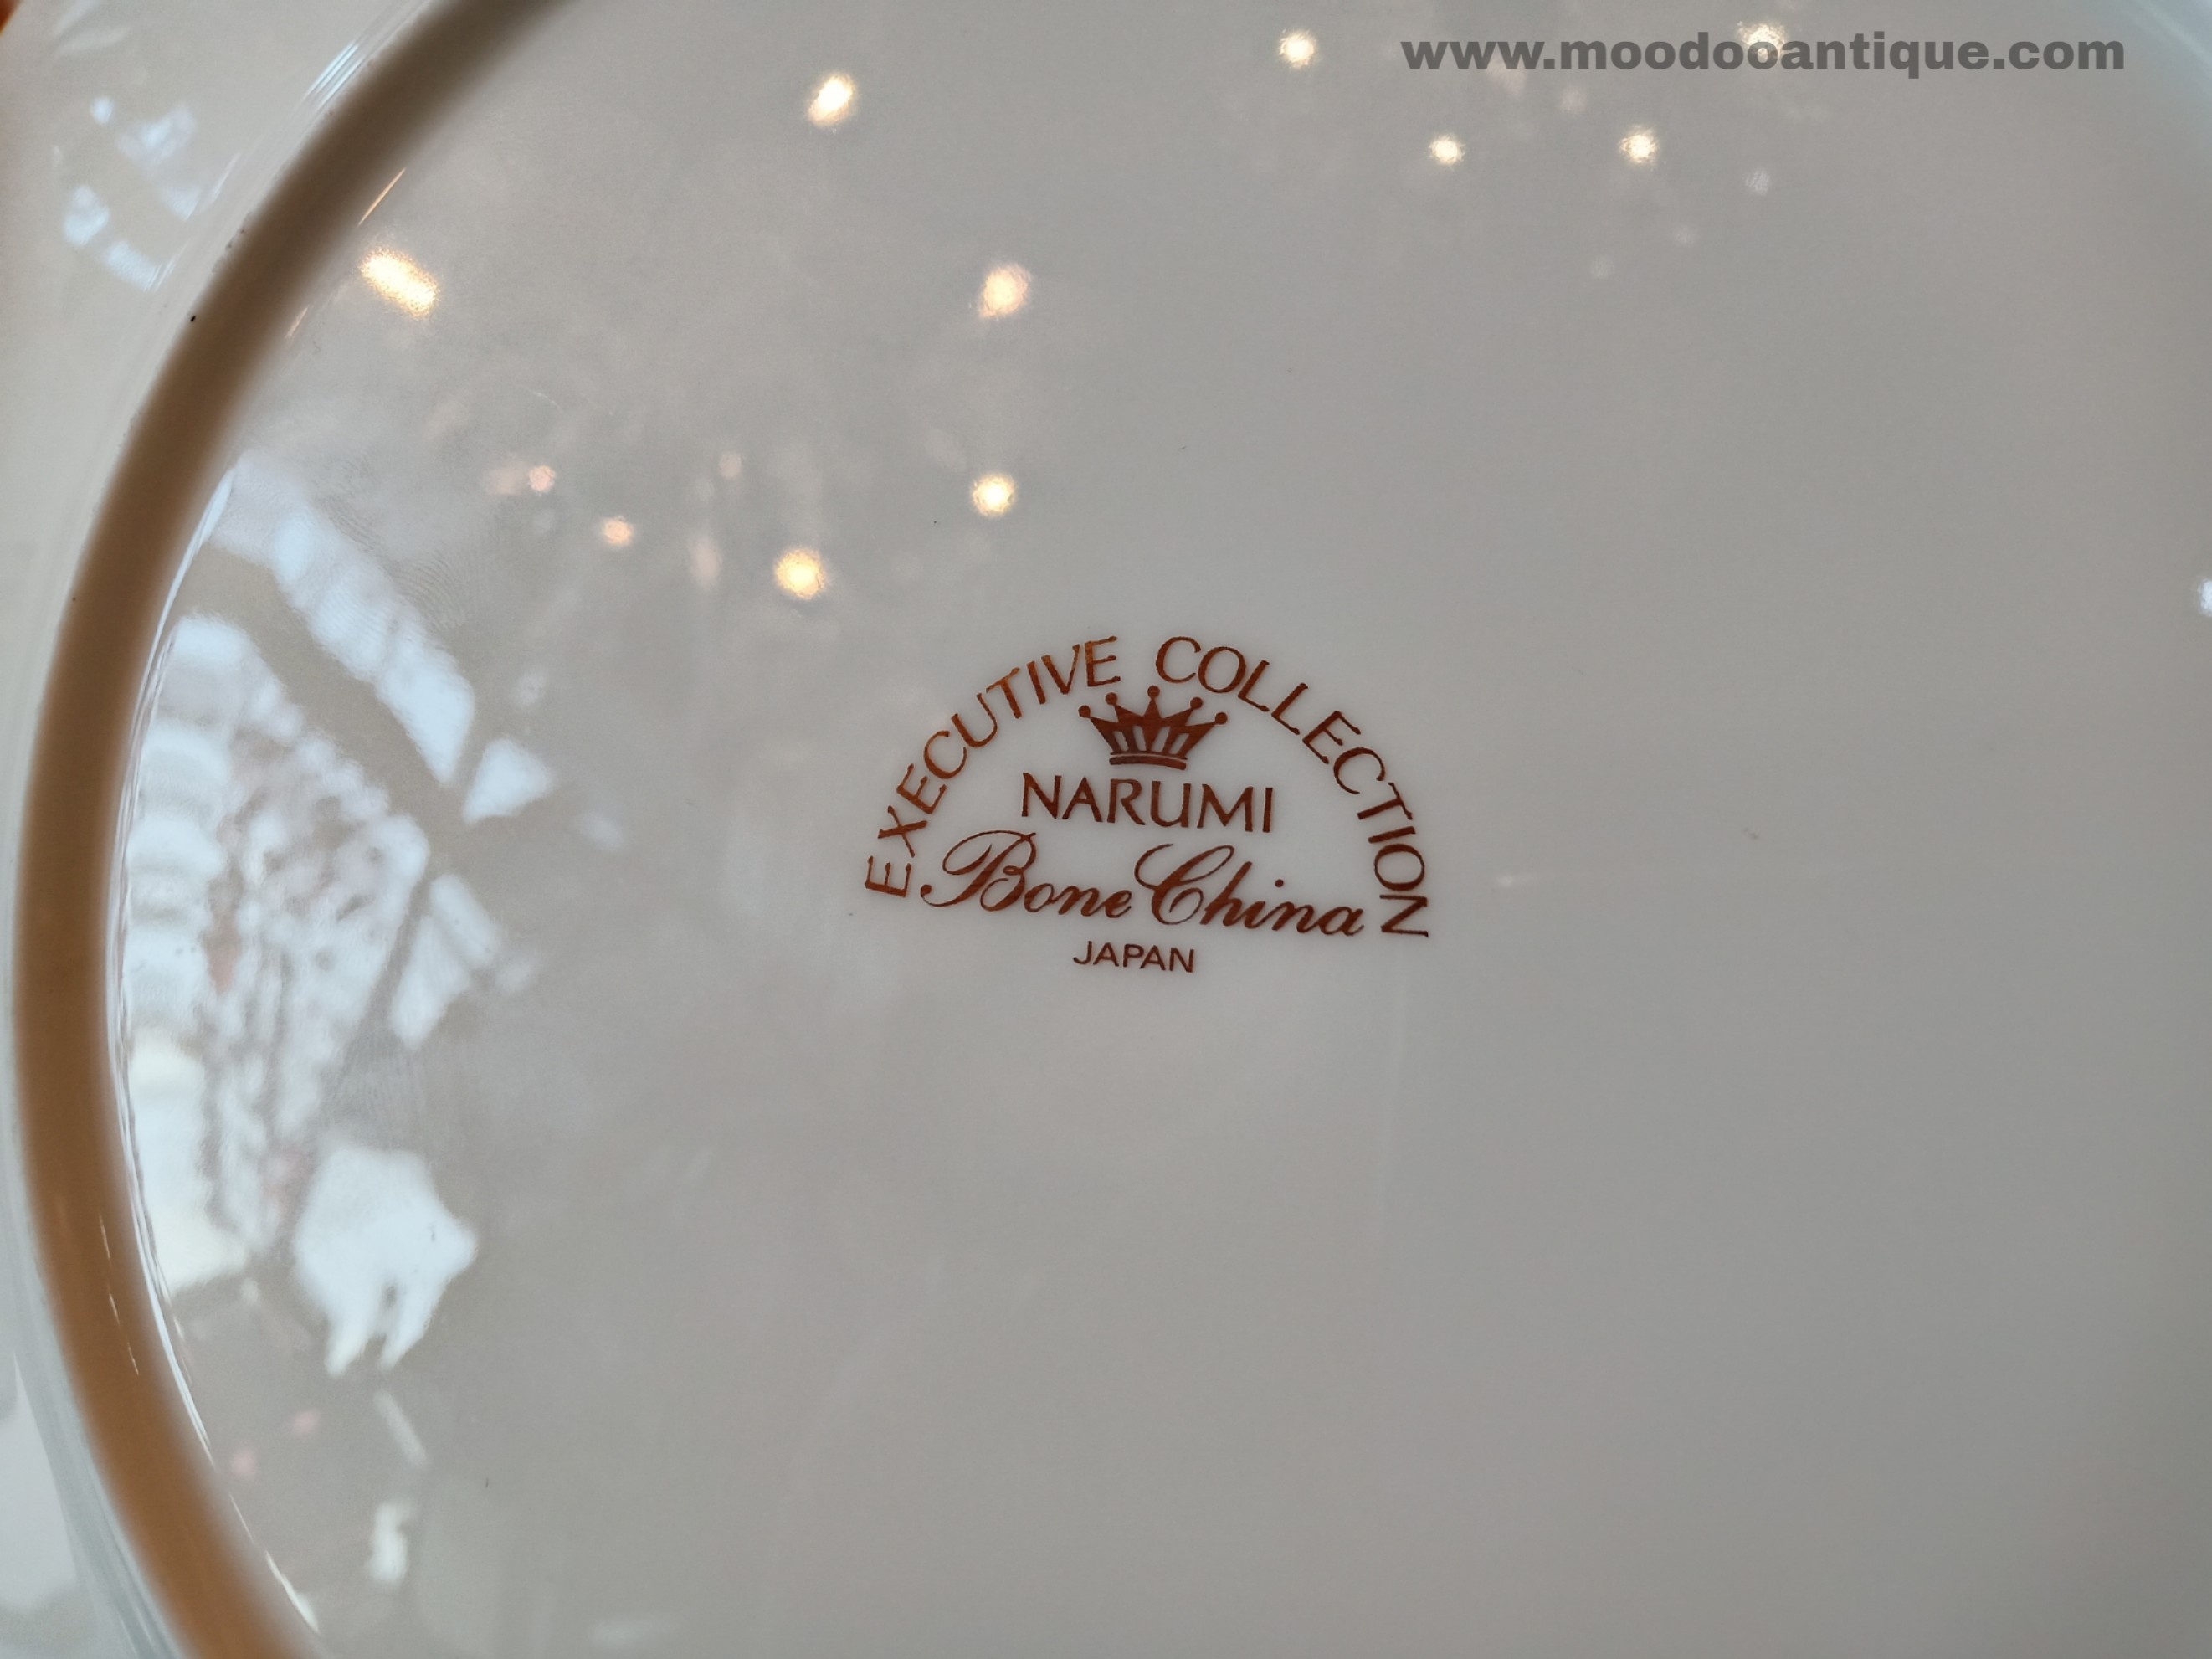 www.moodooantique.com
EXECUTIVE COLLECTION
NARUMI
Bone China
JAPAN